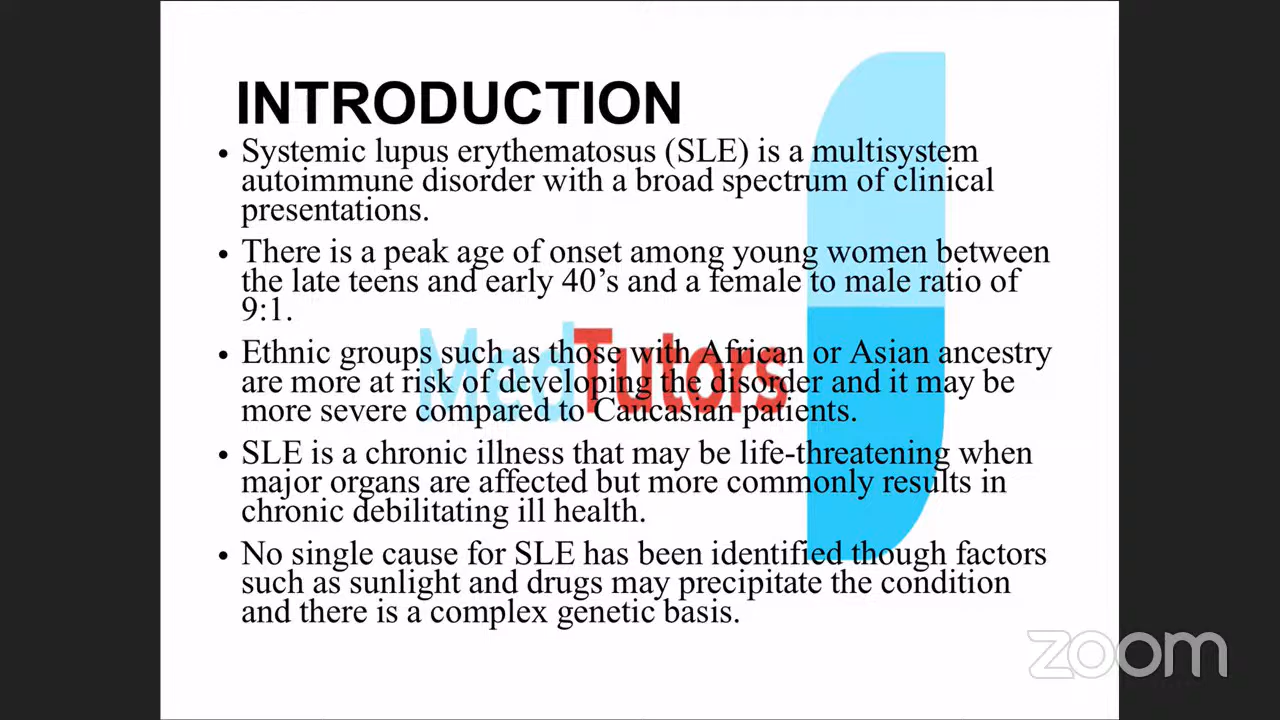 INTRODUCTION
• Systemic lupus erythematosus (SLE) is a multisystem
autoimmune disorder with a broad spectrum of clinical
presentations.
• There is a peak age of onset among young women between
the late teens and early 40’s and a female to male ratio of
9:1.
• Ethnic groups such as those with African or Asian ancestry
are more at risk of developing the disorder and it may be
more severe compared to Caucasian patients.
• SLE is a chronic illness that may be life-threatening when
major organs are affected but more commonly results in
chronic debilitating ill health.
• No single cause for SLE has been identified though factors
such as sunlight and drugs may precipitate the condition
and there is a complex genetic basis.
MedTutors
zoom